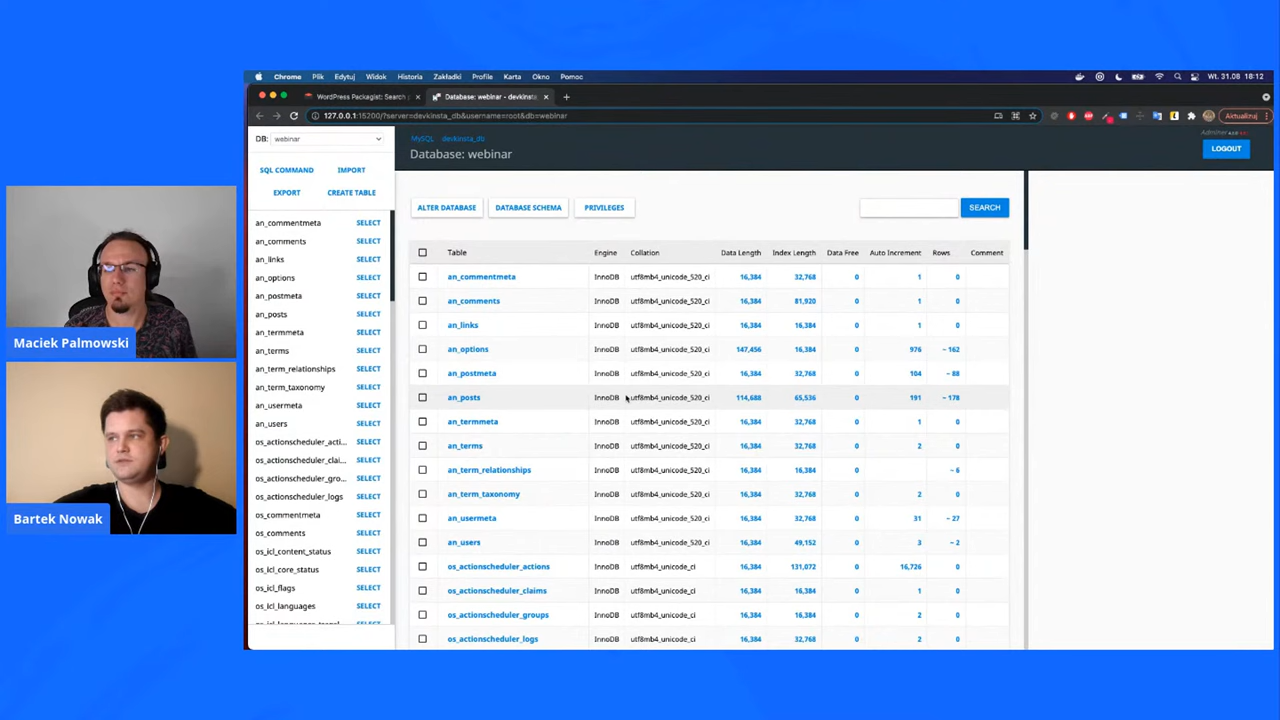 Chrome Plik Edytuj Widok Historia Zakładki Profile Karta Okno Pomoc Wt. 31.08 18:12
WordPress Packagist: Search p
Database: webinar - devkinsta
127.0.0.1:15200/?server=devkinsta_db&username=root&db=webinar
Aktualizuj
DB: webinar
SQL COMMAND IMPORT
EXPORT CREATE TABLE
an_commentmeta SELECT
an_comments SELECT
an_links SELECT
an_options SELECT
an_postmeta SELECT
an_posts SELECT
an_termmeta SELECT
an_terms SELECT
an_term_relationships SELECT
an_term_taxonomy SELECT
an_usermeta SELECT
an_users SELECT
os_actionscheduler_acti... SELECT
os_actionscheduler_clai... SELECT
os_actionscheduler_gro... SELECT
os_actionscheduler_logs SELECT
os_commentmeta SELECT
os_comments SELECT
os_icl_content_status SELECT
os_icl_core_status SELECT
os_icl_flags SELECT
os_icl_languages SELECT
MySQL devkinsta_db
Database: webinar
Adminer
LOGOUT
ALTER DATABASE DATABASE SCHEMA PRIVILEGES SEARCH
Table Engine Collation Data Length Index Length Data Free Auto Increment Rows Comment
an_commentmeta InnoDB utf8mb4_unicode_520_ci 16,384 32,768 0 1 0
an_comments InnoDB utf8mb4_unicode_520_ci 16,384 81,920 0 1 0
an_links InnoDB utf8mb4_unicode_520_ci 16,384 16,384 0 1 0
an_options InnoDB utf8mb4_unicode_520_ci 147,456 16,384 0 976 ~ 162
an_postmeta InnoDB utf8mb4_unicode_520_ci 16,384 32,768 0 104 ~ 88
an_posts InnoDB utf8mb4_unicode_520_ci 114,688 65,536 0 191 ~ 178
an_termmeta InnoDB utf8mb4_unicode_520_ci 16,384 32,768 0 1 0
an_terms InnoDB utf8mb4_unicode_520_ci 16,384 32,768 0 2 0
an_term_relationships InnoDB utf8mb4_unicode_520_ci 16,384 16,384 0 ~ 6
an_term_taxonomy InnoDB utf8mb4_unicode_520_ci 16,384 32,768 0 2 0
an_usermeta InnoDB utf8mb4_unicode_520_ci 16,384 32,768 0 31 ~ 27
an_users InnoDB utf8mb4_unicode_520_ci 16,384 49,152 0 3 ~ 2
os_actionscheduler_actions InnoDB utf8mb4_unicode_ci 16,384 131,072 0 16,726 0
os_actionscheduler_claims InnoDB utf8mb4_unicode_ci 16,384 16,384 0 1 0
os_actionscheduler_groups InnoDB utf8mb4_unicode_ci 16,384 16,384 0 2 0
os_actionscheduler_logs InnoDB utf8mb4_unicode_ci 16,384 32,768 0 2 0
Maciek Palmowski
Bartek Nowak